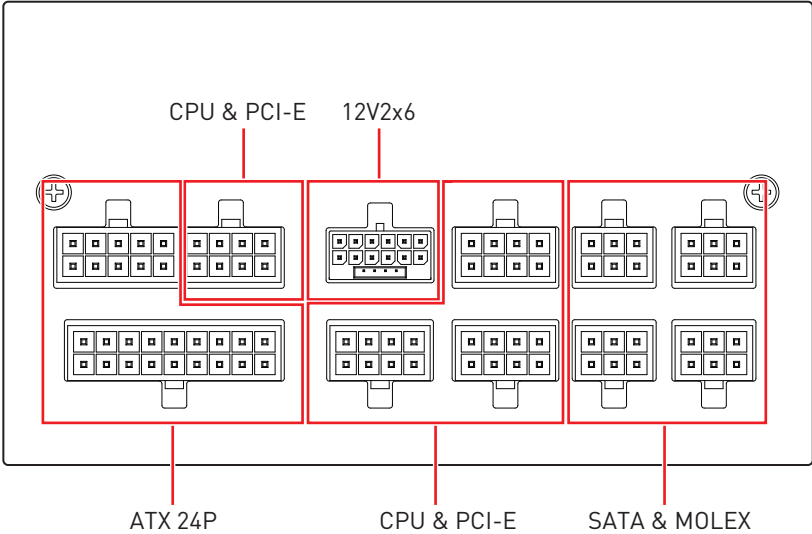 CPU & PCI-E
12V2x6
ATX 24P
CPU & PCI-E
SATA & MOLEX